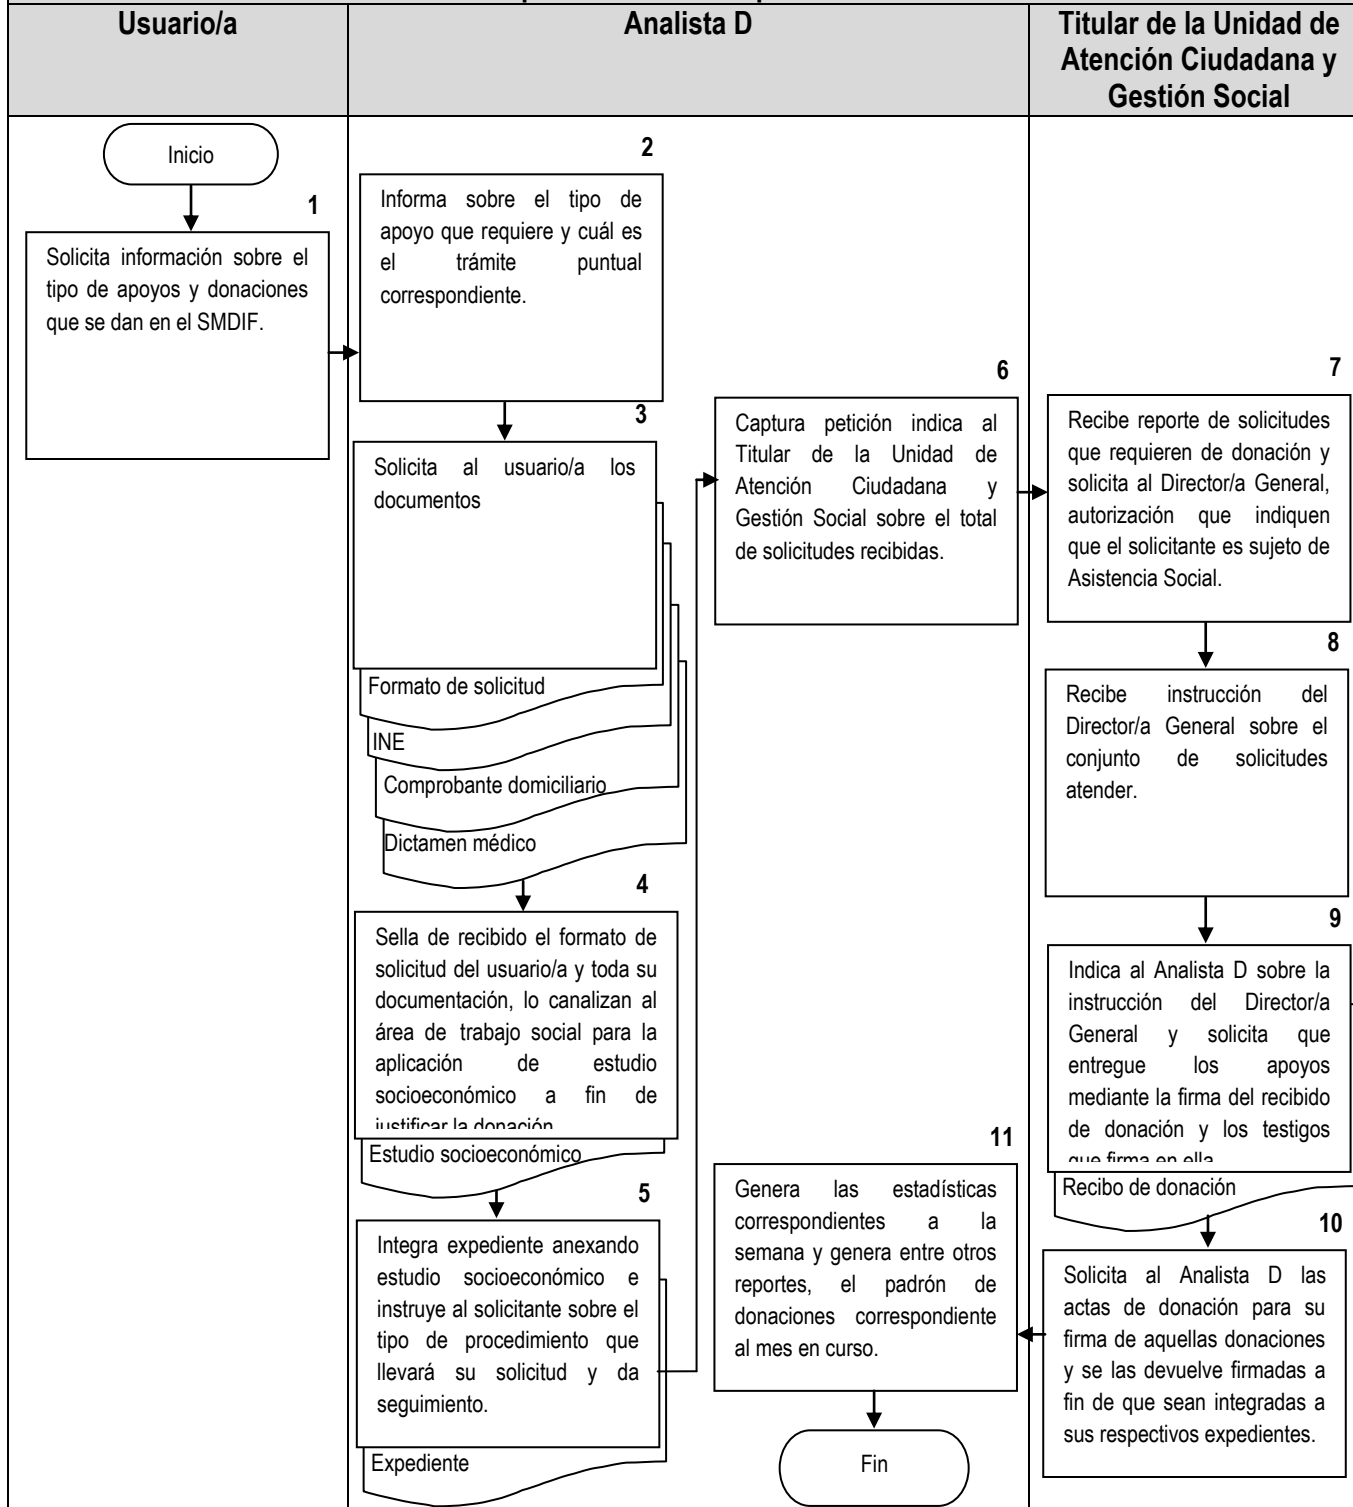 Usuario/a
Analista D
Titular de la Unidad de
Atención Ciudadana y
Gestión Social
Inicio
1
Solicita información sobre el
tipo de apoyos y donaciones
que se dan en el SMDIF.
2
Informa sobre el tipo de
apoyo que requiere y cuál es
el trámite puntual
correspondiente.
3
Solicita al usuario/a los
documentos
Formato de solicitud
INE
Comprobante domiciliario
Dictamen médico
4
Sella de recibido el formato de
solicitud del usuario/a y toda su
documentación, lo canalizan al
área de trabajo social para la
aplicación de estudio
socioeconómico a fin de
justificar la donación
Estudio socioeconómico
5
Integra expediente anexando
estudio socioeconómico e
instruye al solicitante sobre el
tipo de procedimiento que
llevará su solicitud y da
seguimiento.
Expediente
6
Captura petición indica al
Titular de la Unidad de
Atención Ciudadana y
Gestión Social sobre el total
de solicitudes recibidas.
7
Recibe reporte de solicitudes
que requieren de donación y
solicita al Director/a General,
autorización que indiquen
que el solicitante es sujeto de
Asistencia Social.
8
Recibe instrucción del
Director/a General sobre el
conjunto de solicitudes
atender.
9
Indica al Analista D sobre la
instrucción del Director/a
General y solicita que
entregue los apoyos
mediante la firma del recibido
de donación y los testigos
que firma en ella
Recibo de donación
10
Solicita al Analista D las
actas de donación para su
firma de aquellas donaciones
y se las devuelve firmadas a
fin de que sean integradas a
sus respectivos expedientes.
11
Genera las estadísticas
correspondientes a la
semana y genera entre otros
reportes, el padrón de
donaciones correspondiente
al mes en curso.
Fin